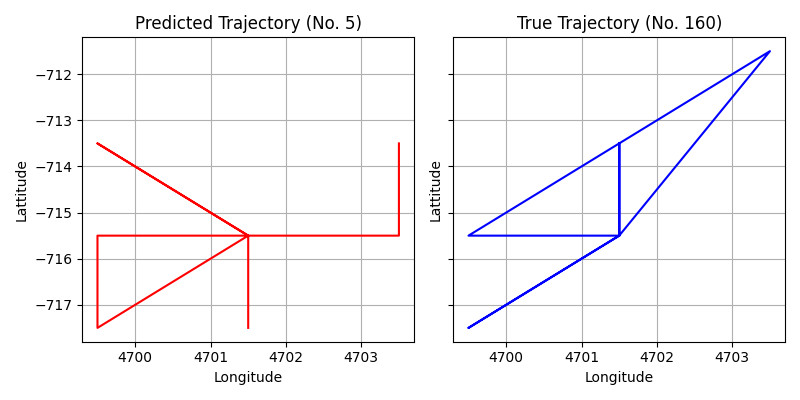 Predicted Trajectory (No. 5)
True Trajectory (No. 160)
−712
−713
−714
−715
−716
−717
Lattitude
Lattitude
4700
4701
4702
4703
4700
4701
4702
4703
Longitude
Longitude